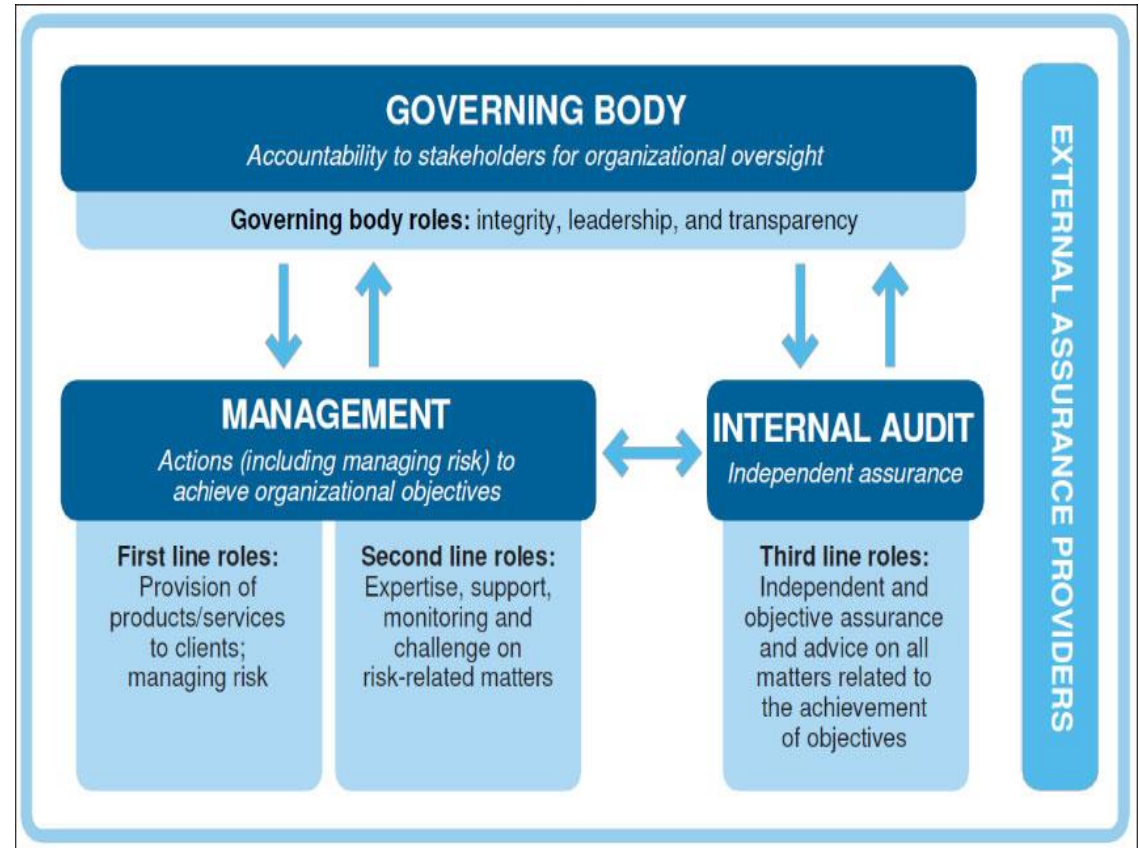 GOVERNING BODY
Accountability to stakeholders for organizational oversight
Governing body roles: integrity, leadership, and transparency
MANAGEMENT
Actions (including managing risk) to
achieve organizational objectives
First line roles:
Provision of
products/services
to clients;
managing risk
Second line roles:
Expertise, support,
monitoring and
challenge on
risk-related matters
INTERNAL AUDIT
Independent assurance
Third line roles:
Independent and
objective assurance
and advice on all
matters related to
the achievement
of objectives
EXTERNAL ASSURANCE PROVIDERS